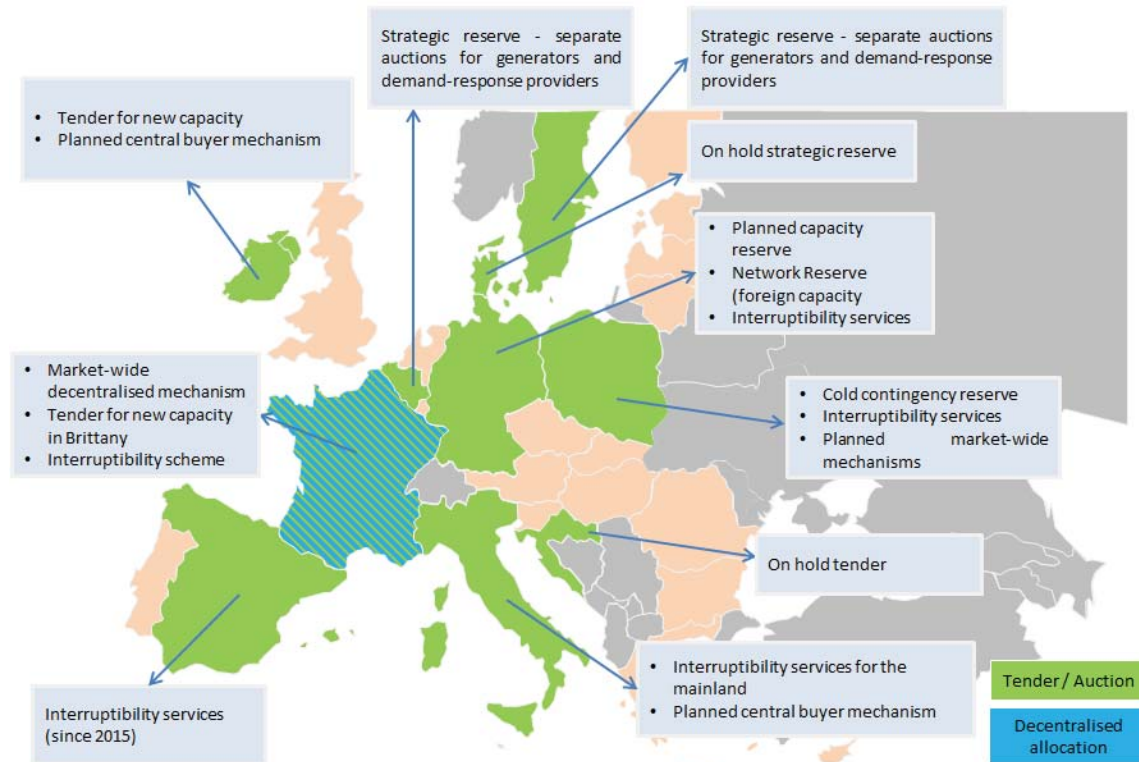 Strategic reserve - separate
auctions for generators and
demand-response providers
Strategic reserve - separate auctions
for generators and demand-response
providers
• Tender for new capacity
• Planned central buyer mechanism
On hold strategic reserve
• Planned capacity
reserve
• Network Reserve
(foreign capacity
• Interruptibility services
• Market-wide
decentralised mechanism
• Tender for new capacity
in Brittany
• Interruptibility scheme
• Cold contingency reserve
• Interruptibility services
• Planned market-wide
mechanisms
On hold tender
• Interruptibility services for the
mainland
• Planned central buyer mechanism
Interruptibility services
(since 2015)
Tender / Auction
Decentralised
allocation